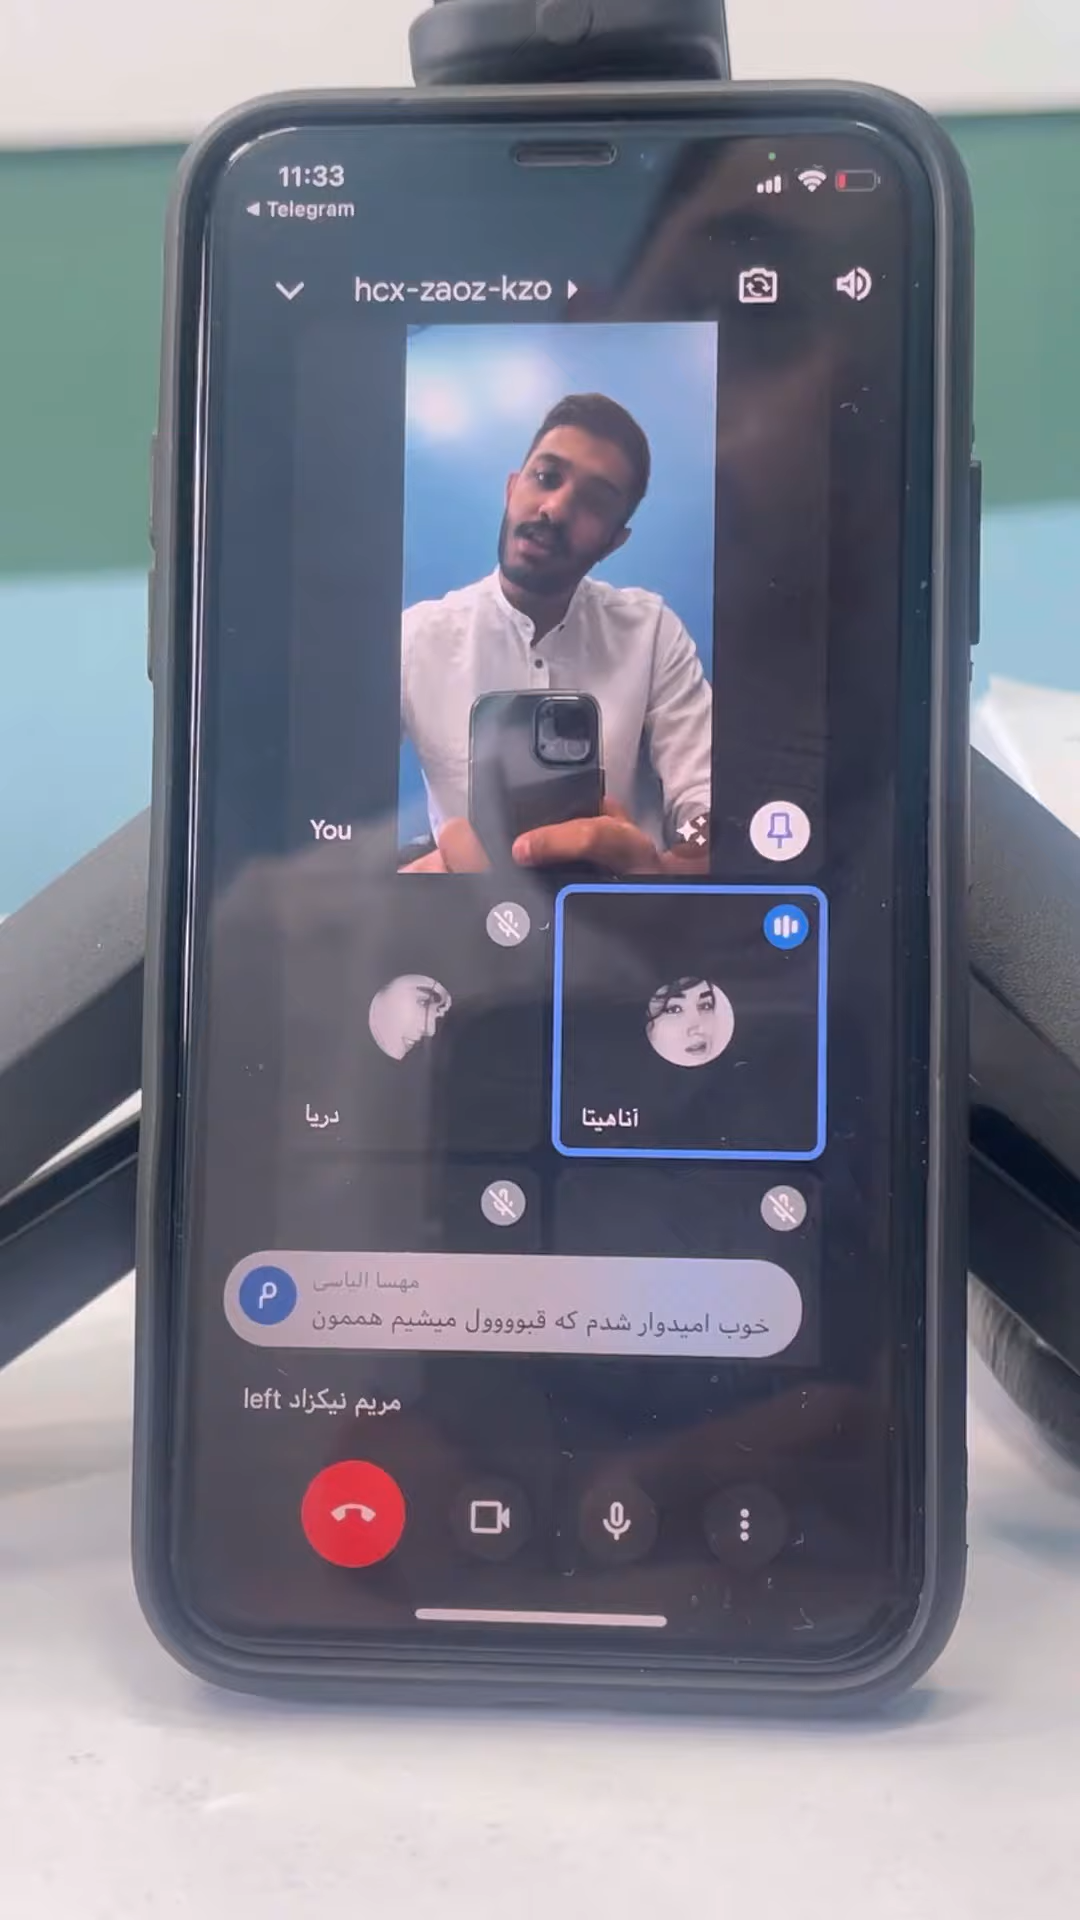 11:33
◀ Telegram
hcx-zaoz-kzo
You
دریا
آناهیتا
مهسا الیاسی
م
خوب امیدوار شدم که قبوووول میشیم هممون
مریم نیکزاد left